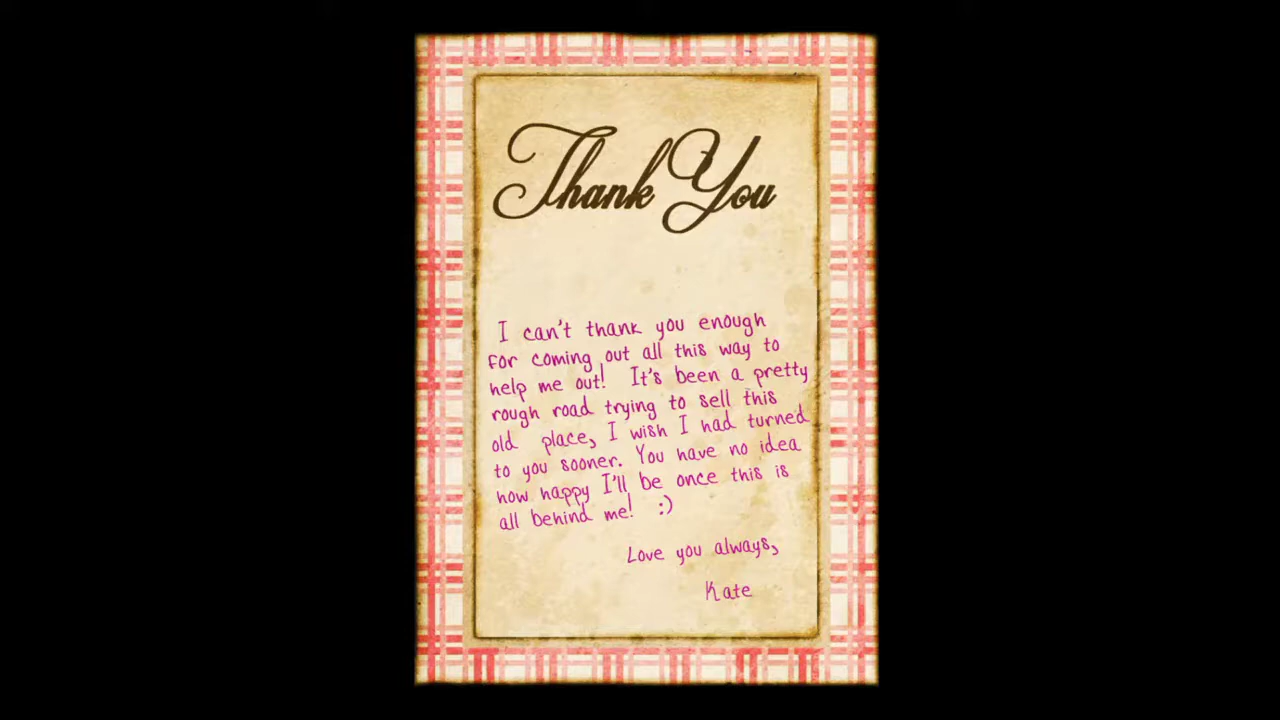 Thank You
I can't thank you enough
for coming out all this way to
help me out! It's been a pretty
rough road trying to sell this
old place, I wish I had turned
to you sooner. You have no idea
how happy I'll be once this is
all behind me! :)
Love you always,
Kate